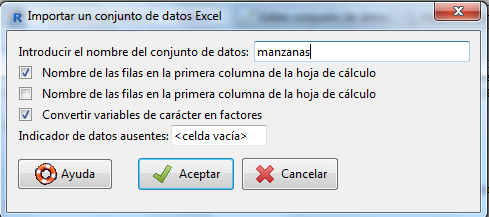 R Importar un conjunto de datos Excel
Introducir el nombre del conjunto de datos: manzanas
Nombre de las filas en la primera columna de la hoja de cálculo
Nombre de las filas en la primera columna de la hoja de cálculo
Convertir variables de carácter en factores
Indicador de datos ausentes: <celda vacía>
Ayuda Aceptar Cancelar